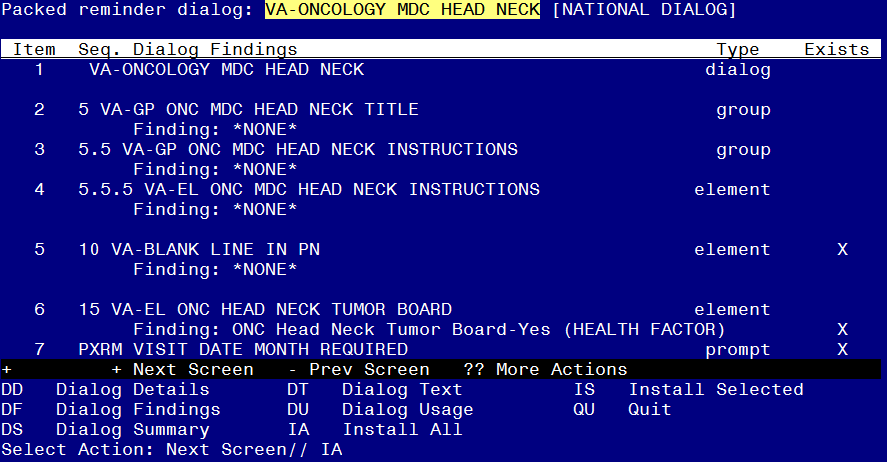 Packed reminder dialog: VA-ONCOLOGY MDC HEAD NECK [NATIONAL DIALOG]
Item Seq. Dialog Findings Type Exists
1 VA-ONCOLOGY MDC HEAD NECK dialog
2 5 VA-GP ONC MDC HEAD NECK TITLE group
Finding: *NONE*
3 5.5 VA-GP ONC MDC HEAD NECK INSTRUCTIONS group
Finding: *NONE*
4 5.5.5 VA-EL ONC MDC HEAD NECK INSTRUCTIONS element
Finding: *NONE*
5 10 VA-BLANK LINE IN PN element X
Finding: *NONE*
6 15 VA-EL ONC HEAD NECK TUMOR BOARD element
Finding: ONC Head Neck Tumor Board-Yes (HEALTH FACTOR) X
7 PXRM VISIT DATE MONTH REQUIRED prompt X
+ + Next Screen - Prev Screen ?? More Actions
DD Dialog Details DT Dialog Text IS Install Selected
DF Dialog Findings DU Dialog Usage QU Quit
DS Dialog Summary IA Install All
Select Action: Next Screen// IA